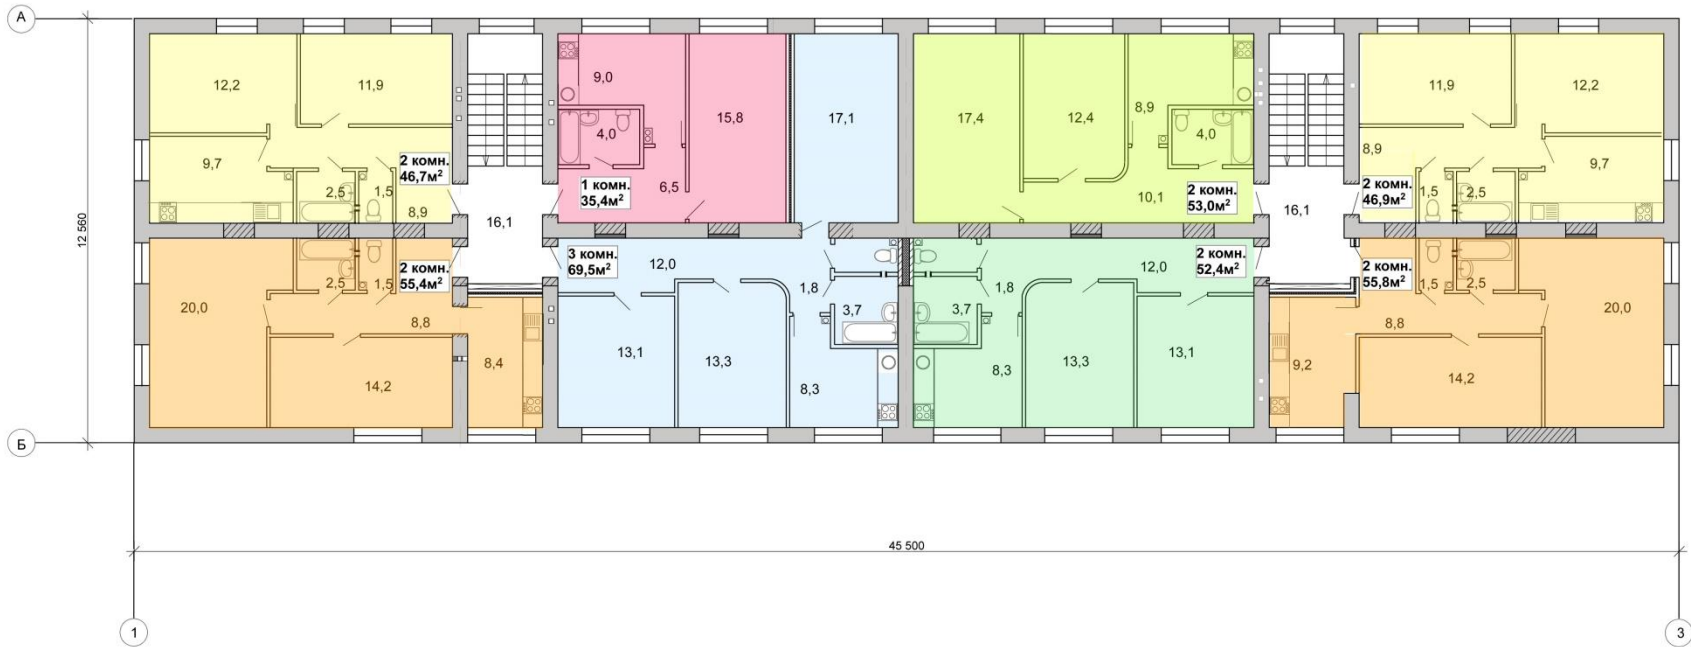 А
12,2
11,9
9,0
15,8
17,1
17,4
12,4
8,9
11,9
12,2
4,0
4,0
9,7
2 комн.
46,7м²
8,9
9,7
2,5
1,5
8,9
1 комн.
35,4м²
6,5
10,1
2 комн.
53,0м²
2 комн.
46,9м²
1,5
2,5
16,1
16,1
12 560
2 комн.
55,4м²
3 комн.
69,5м²
12,0
12,0
2 комн.
52,4м²
2 комн.
55,8м²
2,5
1,5
1,8
1,8
1,5
2,5
20,0
8,8
3,7
3,7
8,8
20,0
14,2
8,4
13,1
13,3
8,3
8,3
13,3
13,1
9,2
14,2
Б
45 500
1
3